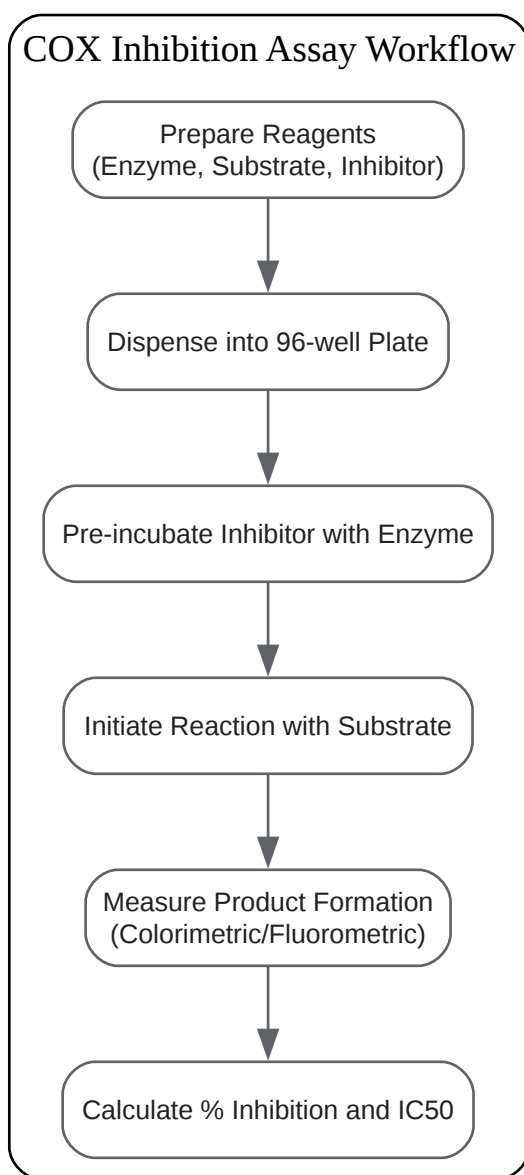 COX Inhibition Assay Workflow
Prepare Reagents
(Enzyme, Substrate, Inhibitor)
Dispense into 96-well Plate
Pre-incubate Inhibitor with Enzyme
Initiate Reaction with Substrate
Measure Product Formation
(Colorimetric/Fluorometric)
Calculate % Inhibition and IC50